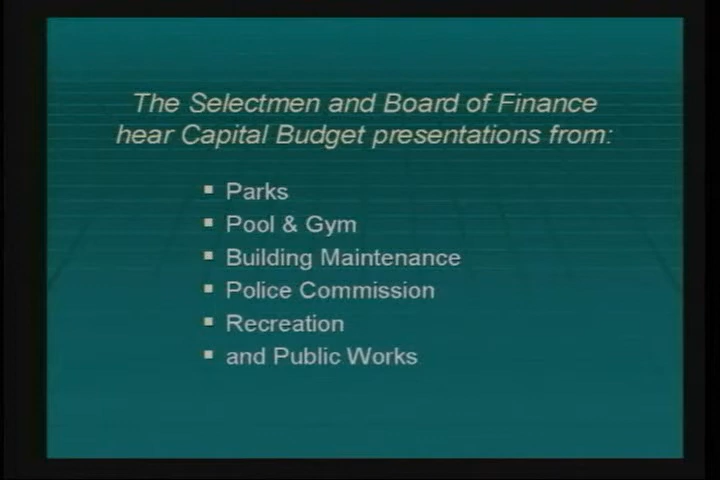 The Selectmen and Board of Finance
hear Capital Budget presentations from:
▪ Parks
▪ Pool & Gym
▪ Building Maintenance
▪ Police Commission
▪ Recreation
▪ and Public Works